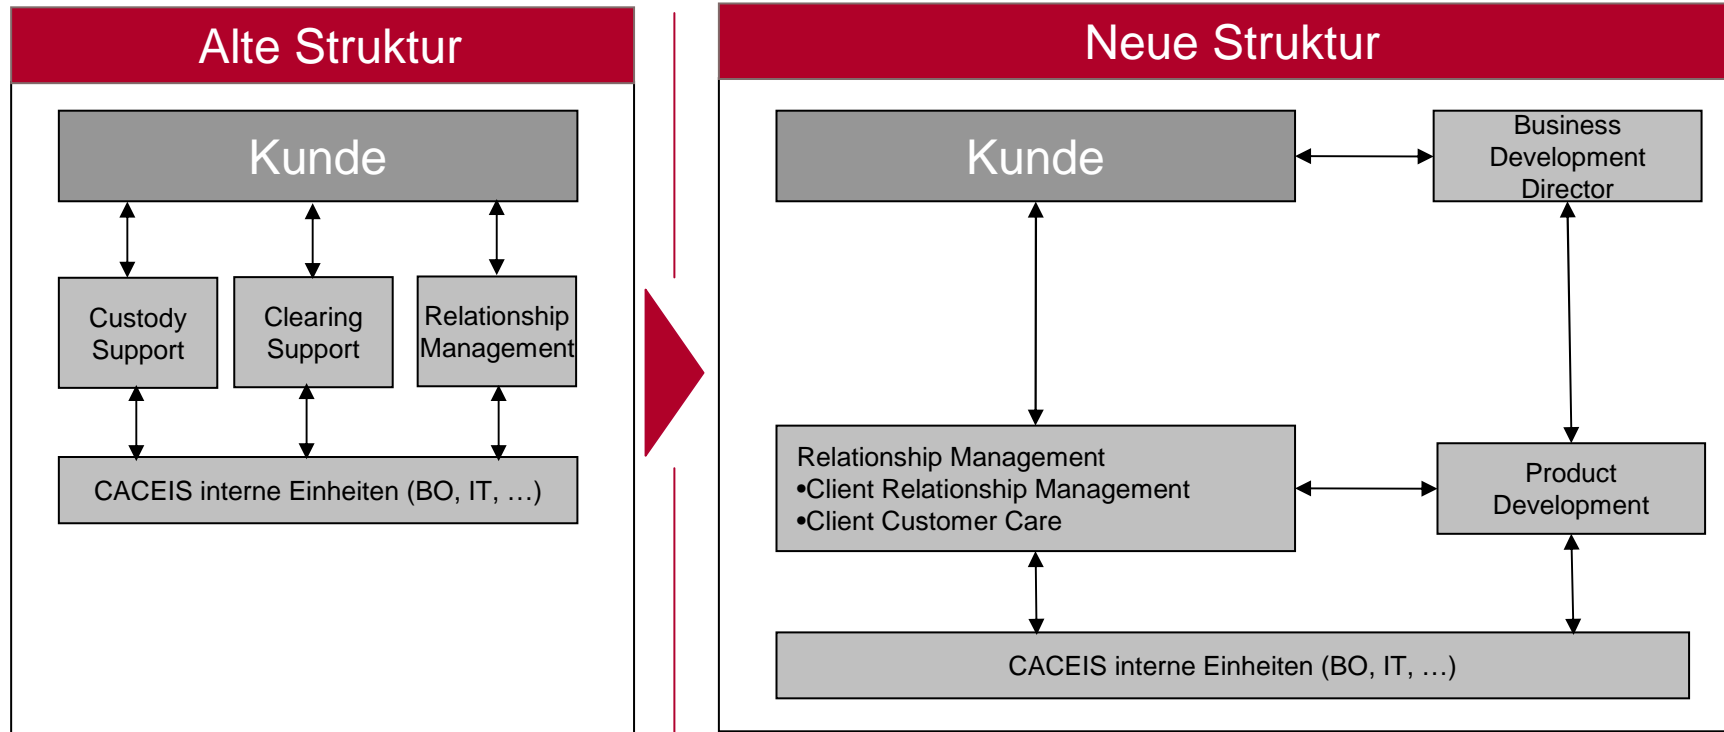 Alte Struktur
Kunde
Custody
Support
Clearing
Support
Relationship
Management
CACEIS interne Einheiten (BO, IT, …)
Neue Struktur
Kunde
Business
Development
Director
Relationship Management
•Client Relationship Management
•Client Customer Care
Product
Development
CACEIS interne Einheiten (BO, IT, …)